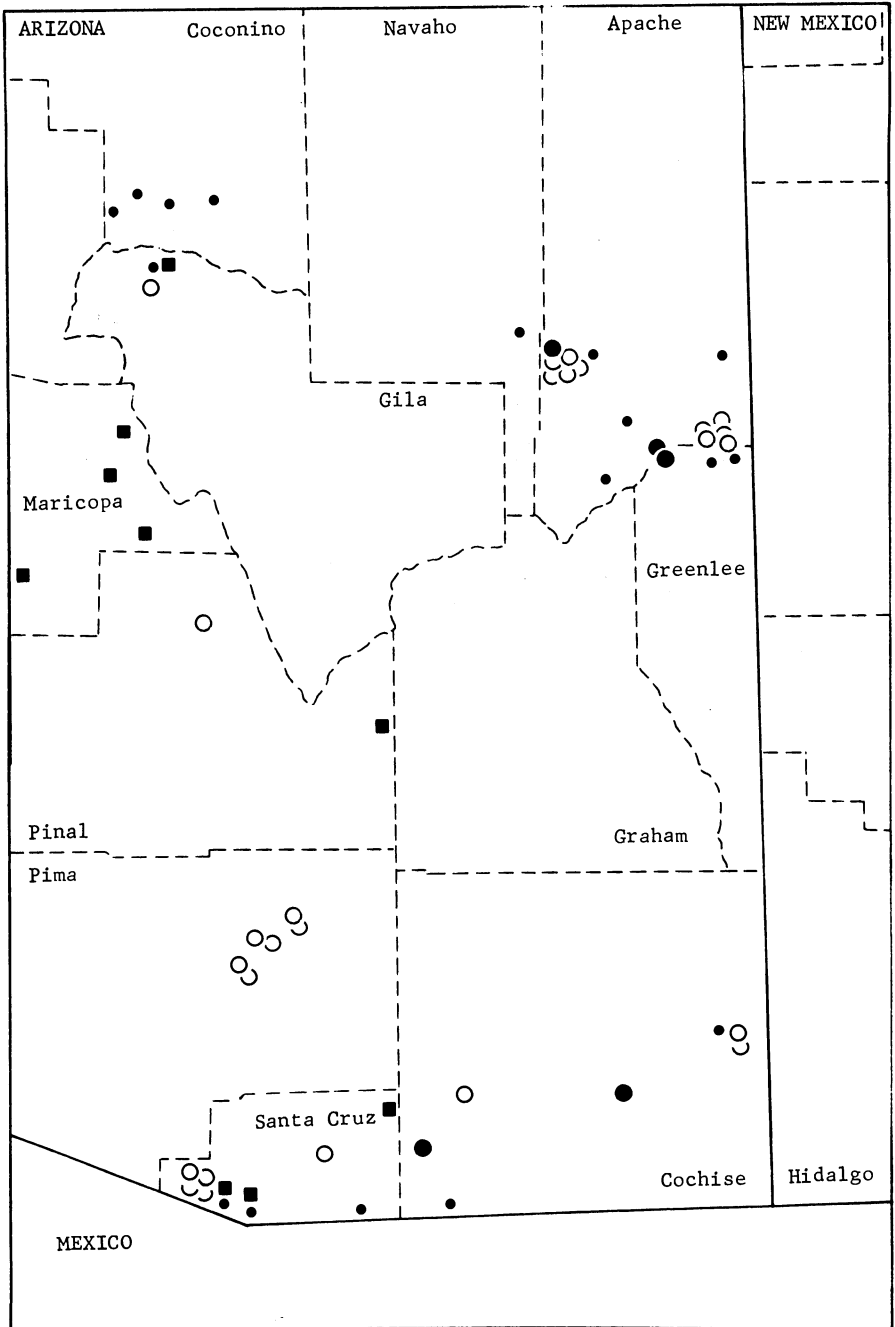 ARIZONA Coconino Navaho Apache NEW MEXICO
Gila
Maricopa
Greenlee
Pinal
Graham
Pima
Santa Cruz
Cochise Hidalgo
MEXICO